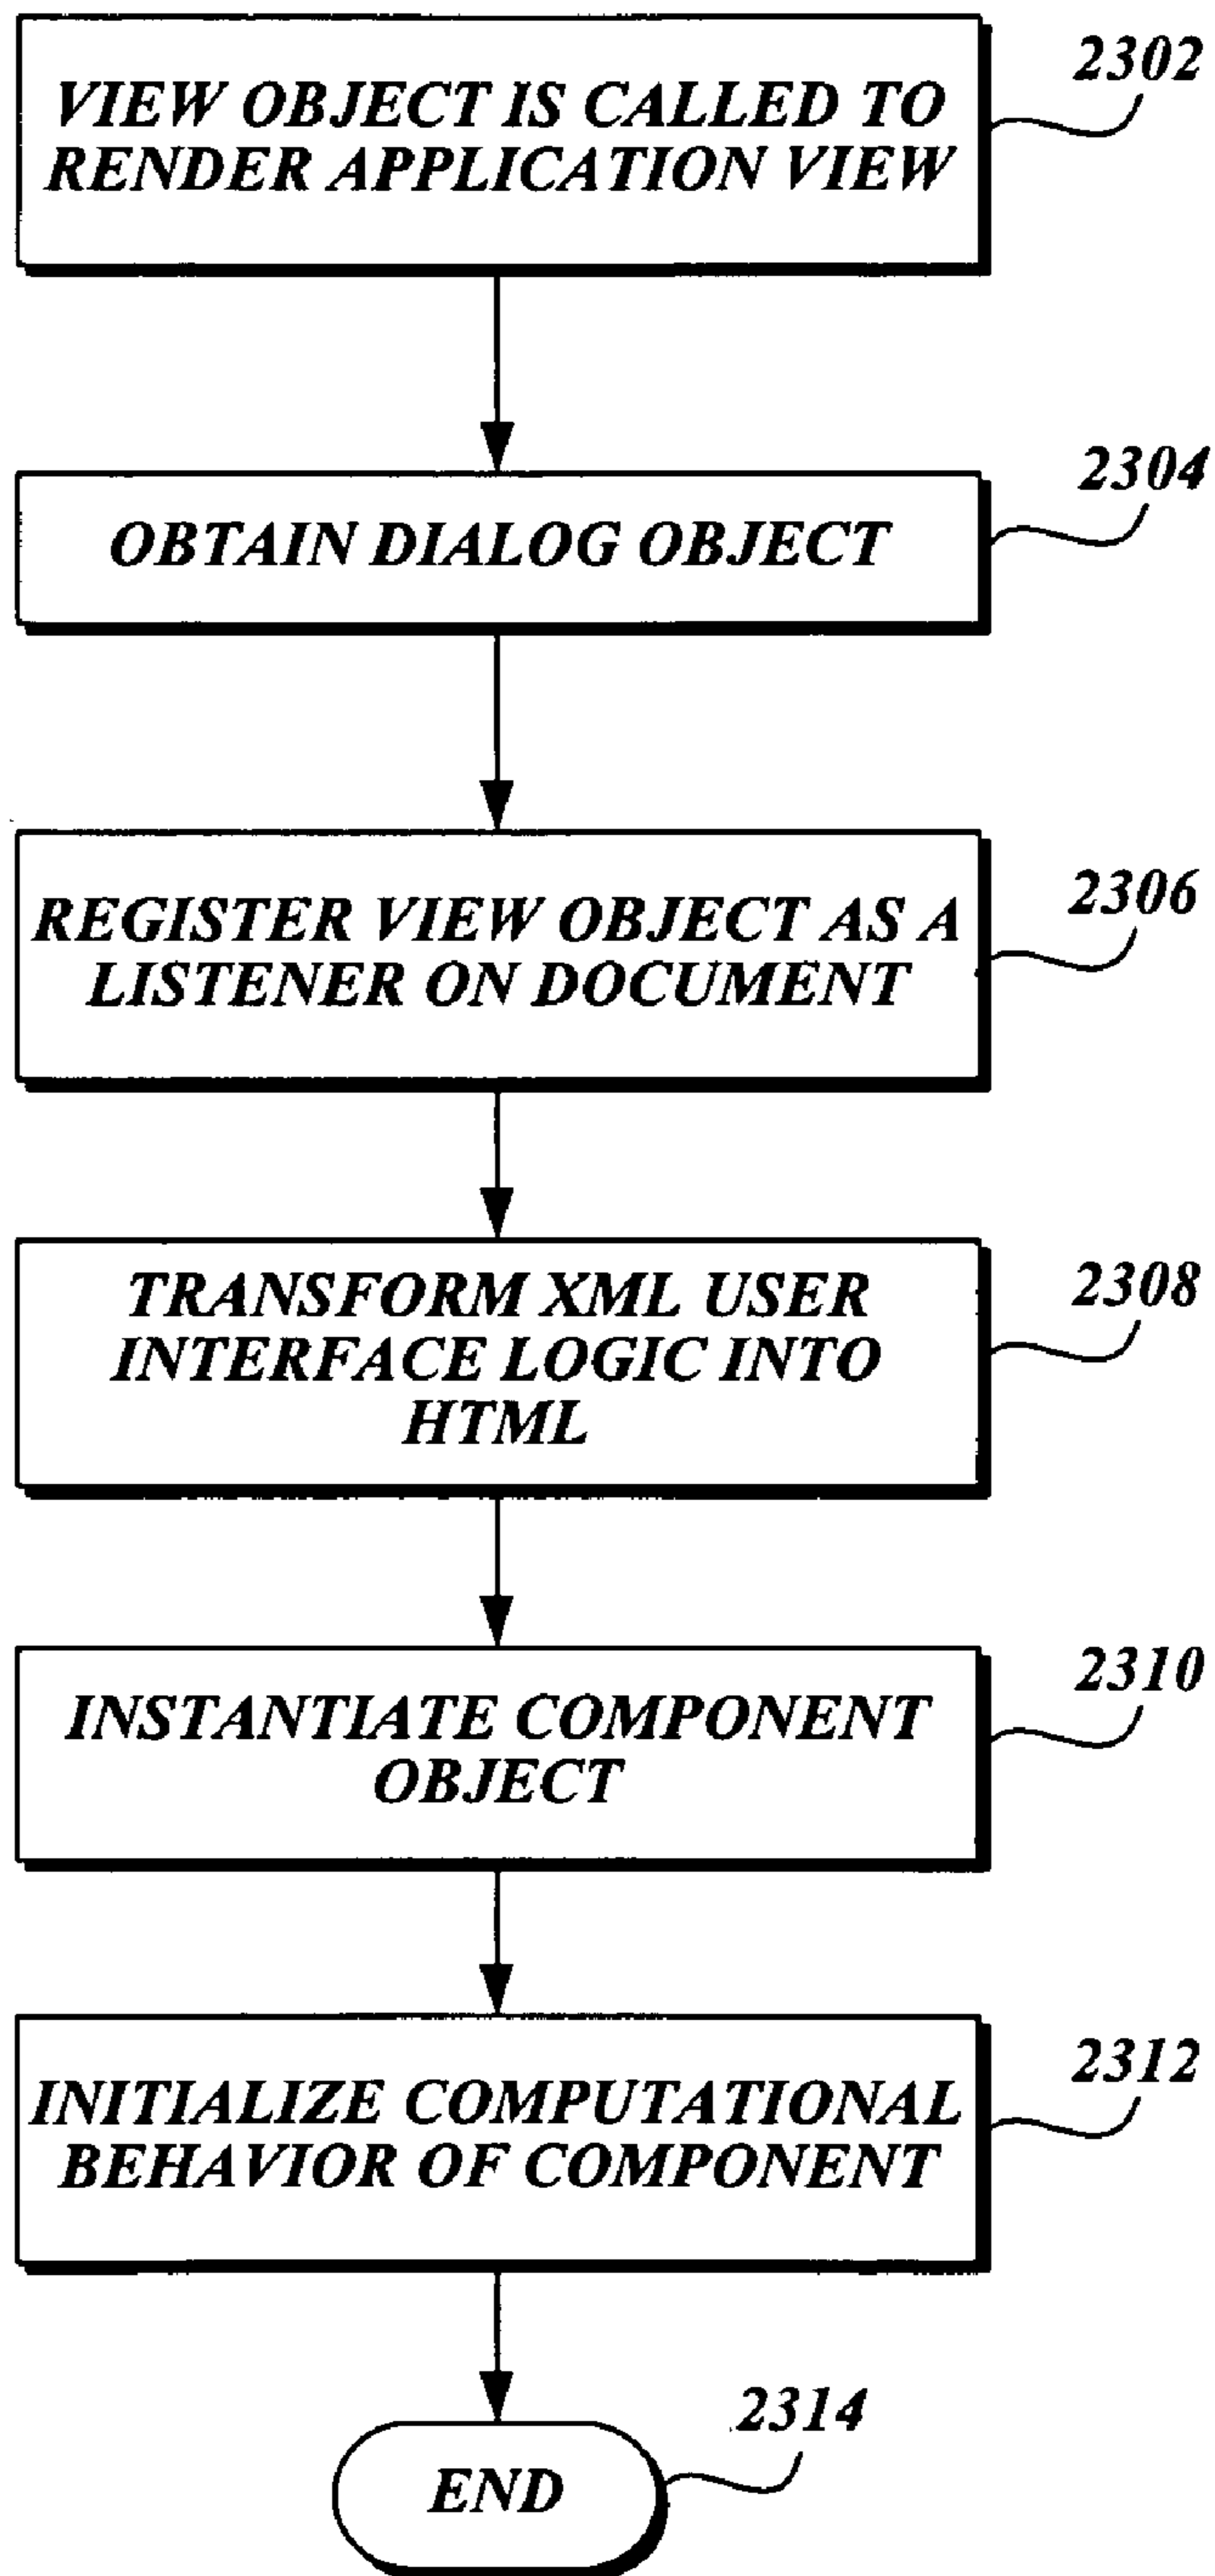 VIEW OBJECT IS CALLED TO
RENDER APPLICATION VIEW
2302
OBTAIN DIALOG OBJECT
2304
REGISTER VIEW OBJECT AS A
LISTENER ON DOCUMENT
2306
TRANSFORM XML USER
INTERFACE LOGIC INTO
HTML
2308
INSTANTIATE COMPONENT
OBJECT
2310
INITIALIZE COMPUTATIONAL
BEHAVIOR OF COMPONENT
2312
END
2314